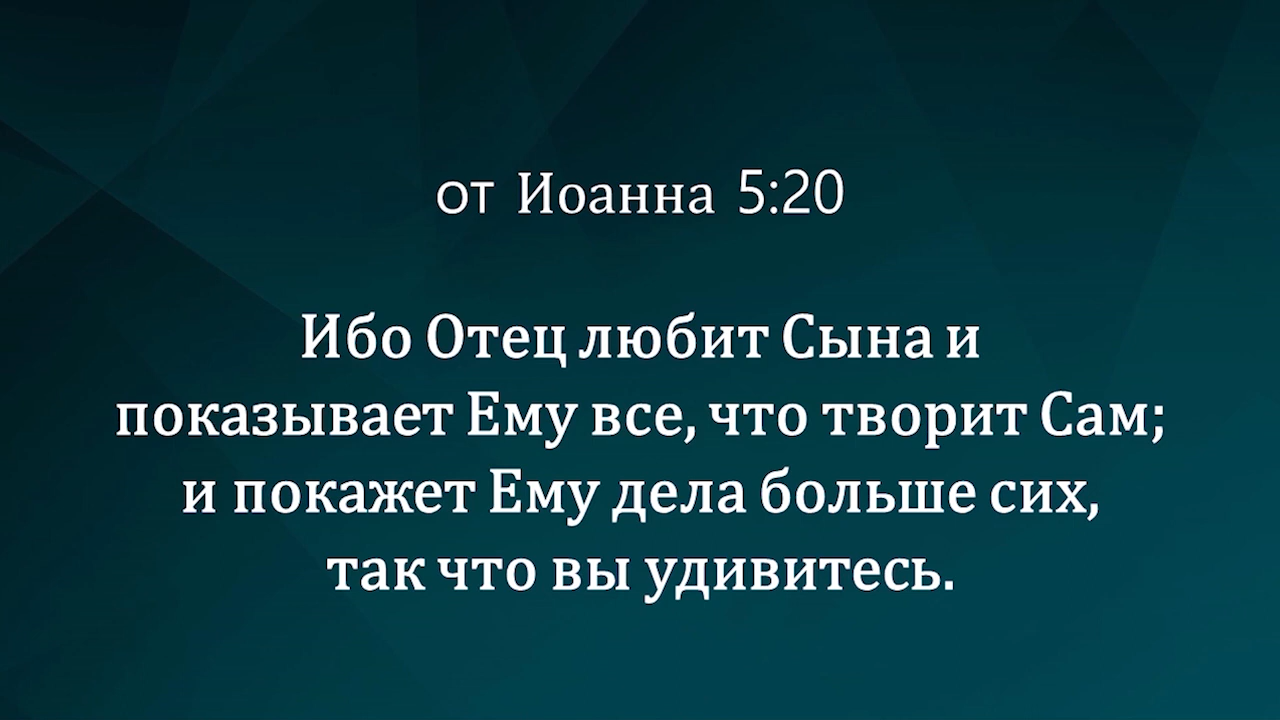 от Иоанна 5:20
Ибо Отец любит Сына и
показывает Ему все, что творит Сам;
и покажет Ему дела больше сих,
так что вы удивитесь.